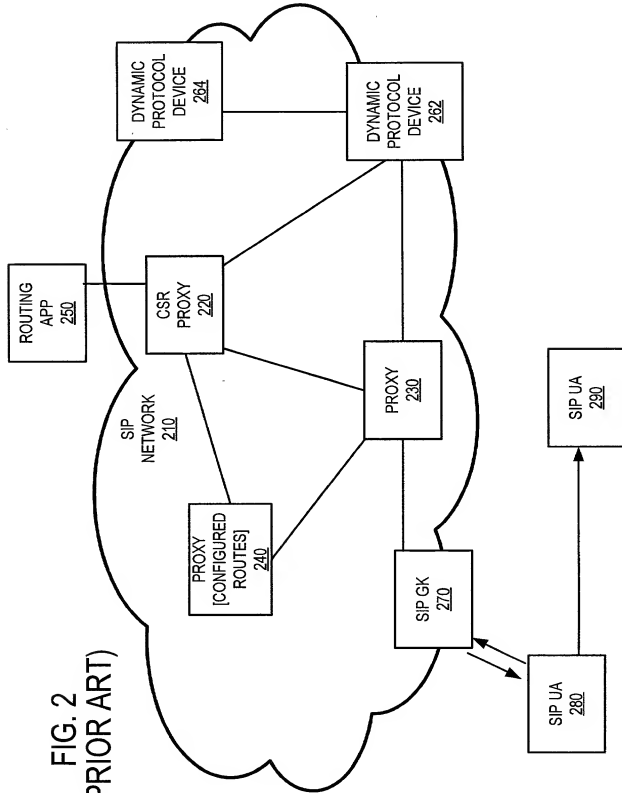 FIG. 2
PRIOR ART)
ROUTING
APP
250
DYNAMIC
PROTOCOL
DEVICE
264
SIP
NETWORK
210
CSR
PROXY
220
DYNAMIC
PROTOCOL
DEVICE
262
PROXY
[CONFIGURED
ROUTES]
240
PROXY
230
SIP GK
270
SIP UA
280
SIP UA
290